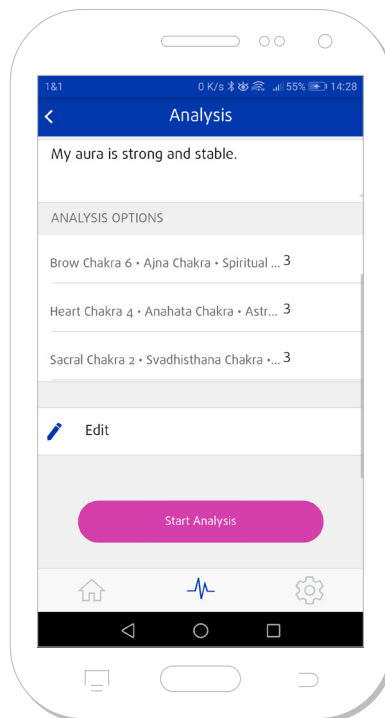 1&1 0 K/s 55% 14:28
Analysis
My aura is strong and stable.
ANALYSIS OPTIONS
Brow Chakra 6 • Ajna Chakra • Spiritual ... 3
Heart Chakra 4 • Anahata Chakra • Astr... 3
Sacral Chakra 2 • Svadhisthana Chakra •... 3
Edit
Start Analysis